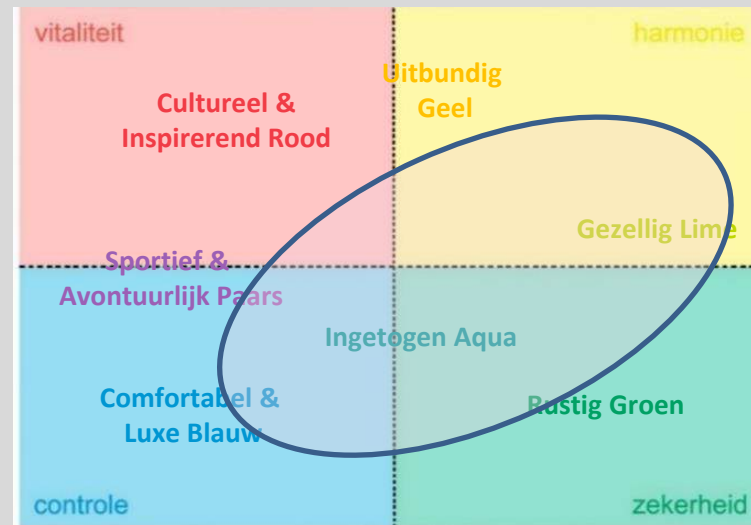 vitaliteit
harmonie
Uitbundig
Geel
Cultureel &
Inspirerend Rood
Gezellig Lime
Sportief &
Avontuurlijk Paars
Ingetogen Aqua
Comfortabel &
Luxe Blauw
Rustig Groen
controle
zekerheid